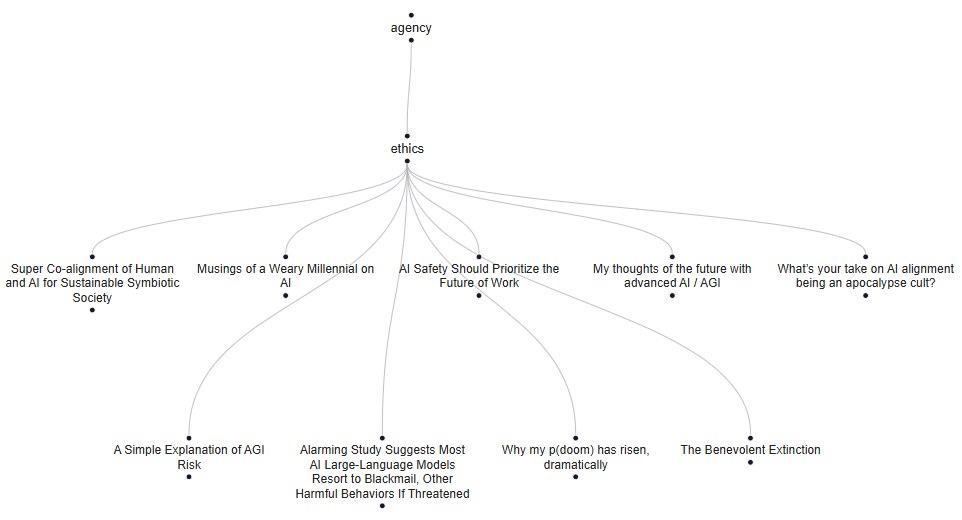 agency
ethics
Super Co-alignment of Human
and AI for Sustainable Symbiotic
Society
Musings of a Weary Millennial on
AI
AI Safety Should Prioritize the
Future of Work
My thoughts of the future with
advanced AI / AGI
What's your take on AI alignment
being an apocalypse cult?
A Simple Explanation of AGI
Risk
Alarming Study Suggests Most
AI Large-Language Models
Resort to Blackmail, Other
Harmful Behaviors If Threatened
Why my p(doom) has risen,
dramatically
The Benevolent Extinction